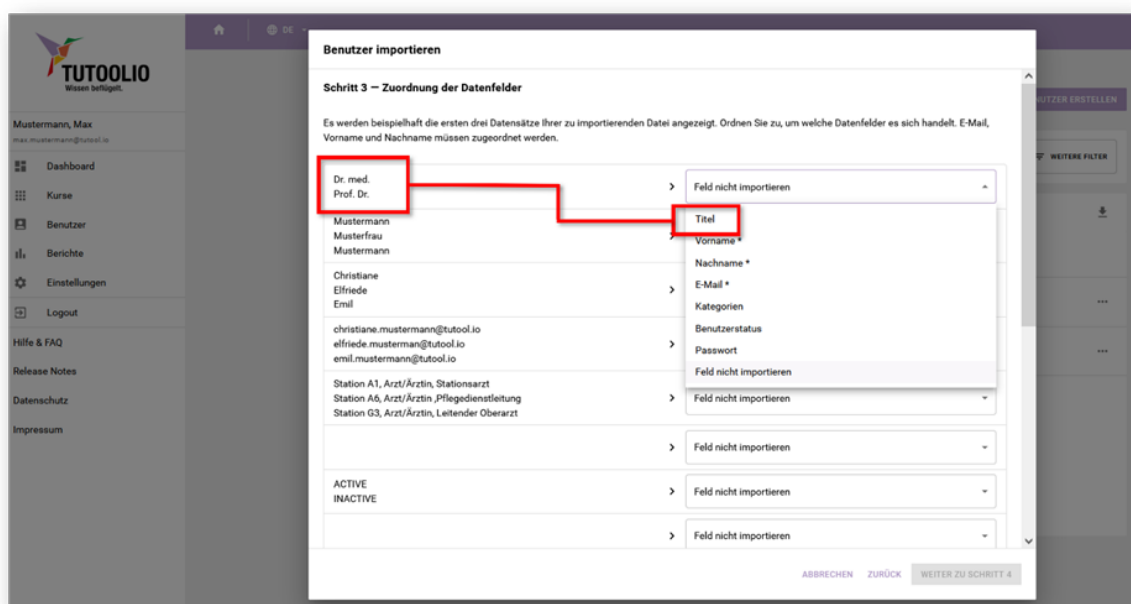 TUTOOLIO
Wissen beflügelt.
Mustermann, Max
max.mustermann@tutool.io
Dashboard
Kurse
Benutzer
Berichte
Einstellungen
Logout
Hilfe & FAQ
Release Notes
Datenschutz
Impressum
DE
NUTZER ERSTELLEN
WEITERE FILTER
Benutzer importieren
Schritt 3 — Zuordnung der Datenfelder
Es werden beispielhaft die ersten drei Datensätze Ihrer zu importierenden Datei angezeigt. Ordnen Sie zu, um welche Datenfelder es sich handelt. E-Mail,
Vorname und Nachname müssen zugeordnet werden.
Dr. med.
Prof. Dr.
Feld nicht importieren
Titel
Vorname *
Nachname *
E-Mail *
Kategorien
Benutzerstatus
Passwort
Feld nicht importieren
Mustermann
Musterfrau
Mustermann
Christiane
Elfriede
Emil
christiane.mustermann@tutool.io
elfriede.musterman@tutool.io
emil.mustermann@tutool.io
Station A1, Arzt/Ärztin, Stationsarzt
Station A6, Arzt/Ärztin ,Pflegedienstleitung
Station G3, Arzt/Ärztin, Leitender Oberarzt
Feld nicht importieren
Feld nicht importieren
ACTIVE
INACTIVE
Feld nicht importieren
Feld nicht importieren
ABBRECHEN
ZURÜCK
WEITER ZU SCHRITT 4